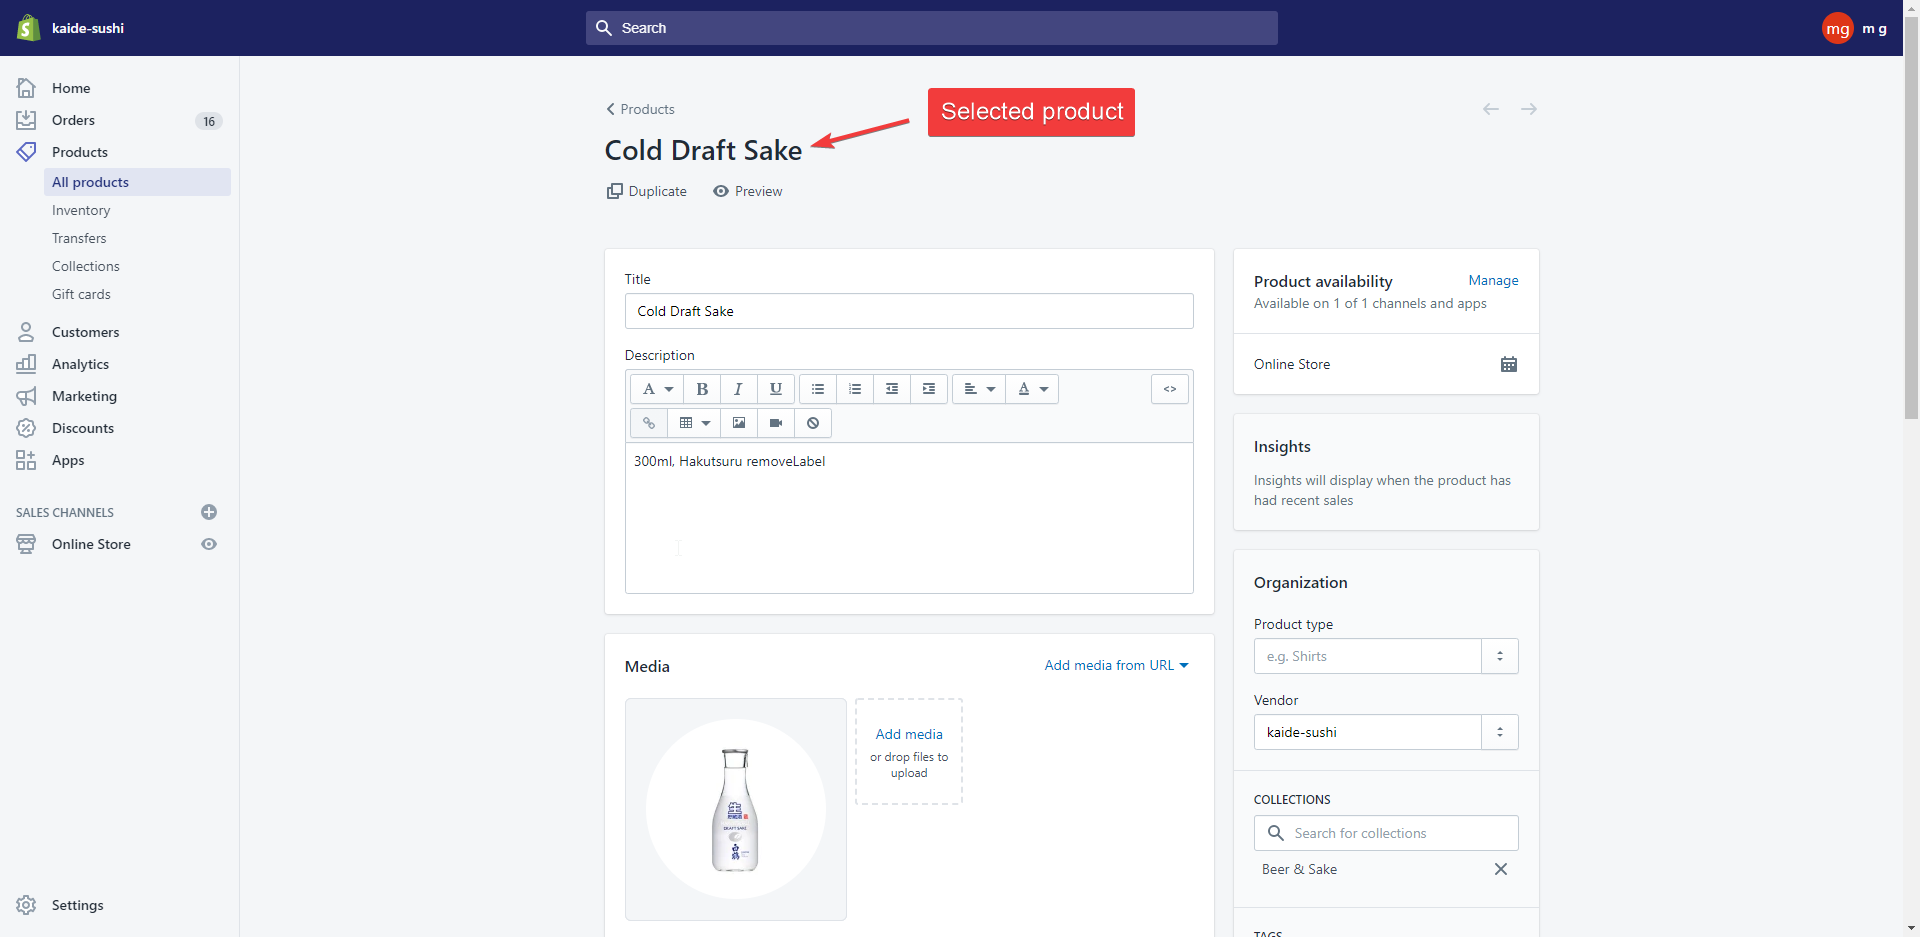 kaide-sushi
Search
mg
m g
Home
Orders
16
Products
All products
Inventory
Transfers
Collections
Gift cards
Customers
Analytics
Marketing
Discounts
Apps
SALES CHANNELS
Online Store
Settings
Products
Selected product
Cold Draft Sake
Duplicate
Preview
Title
Cold Draft Sake
Description
A
B
I
U
A
<>
300ml, Hakutsuru removeLabel
Media
Add media from URL
DRAFT SAKE
白鶴
Add media
or drop files to
upload
Product availability
Manage
Available on 1 of 1 channels and apps
Online Store
Insights
Insights will display when the product has
had recent sales
Organization
Product type
e.g. Shirts
Vendor
kaide-sushi
COLLECTIONS
Search for collections
Beer & Sake
TAGS